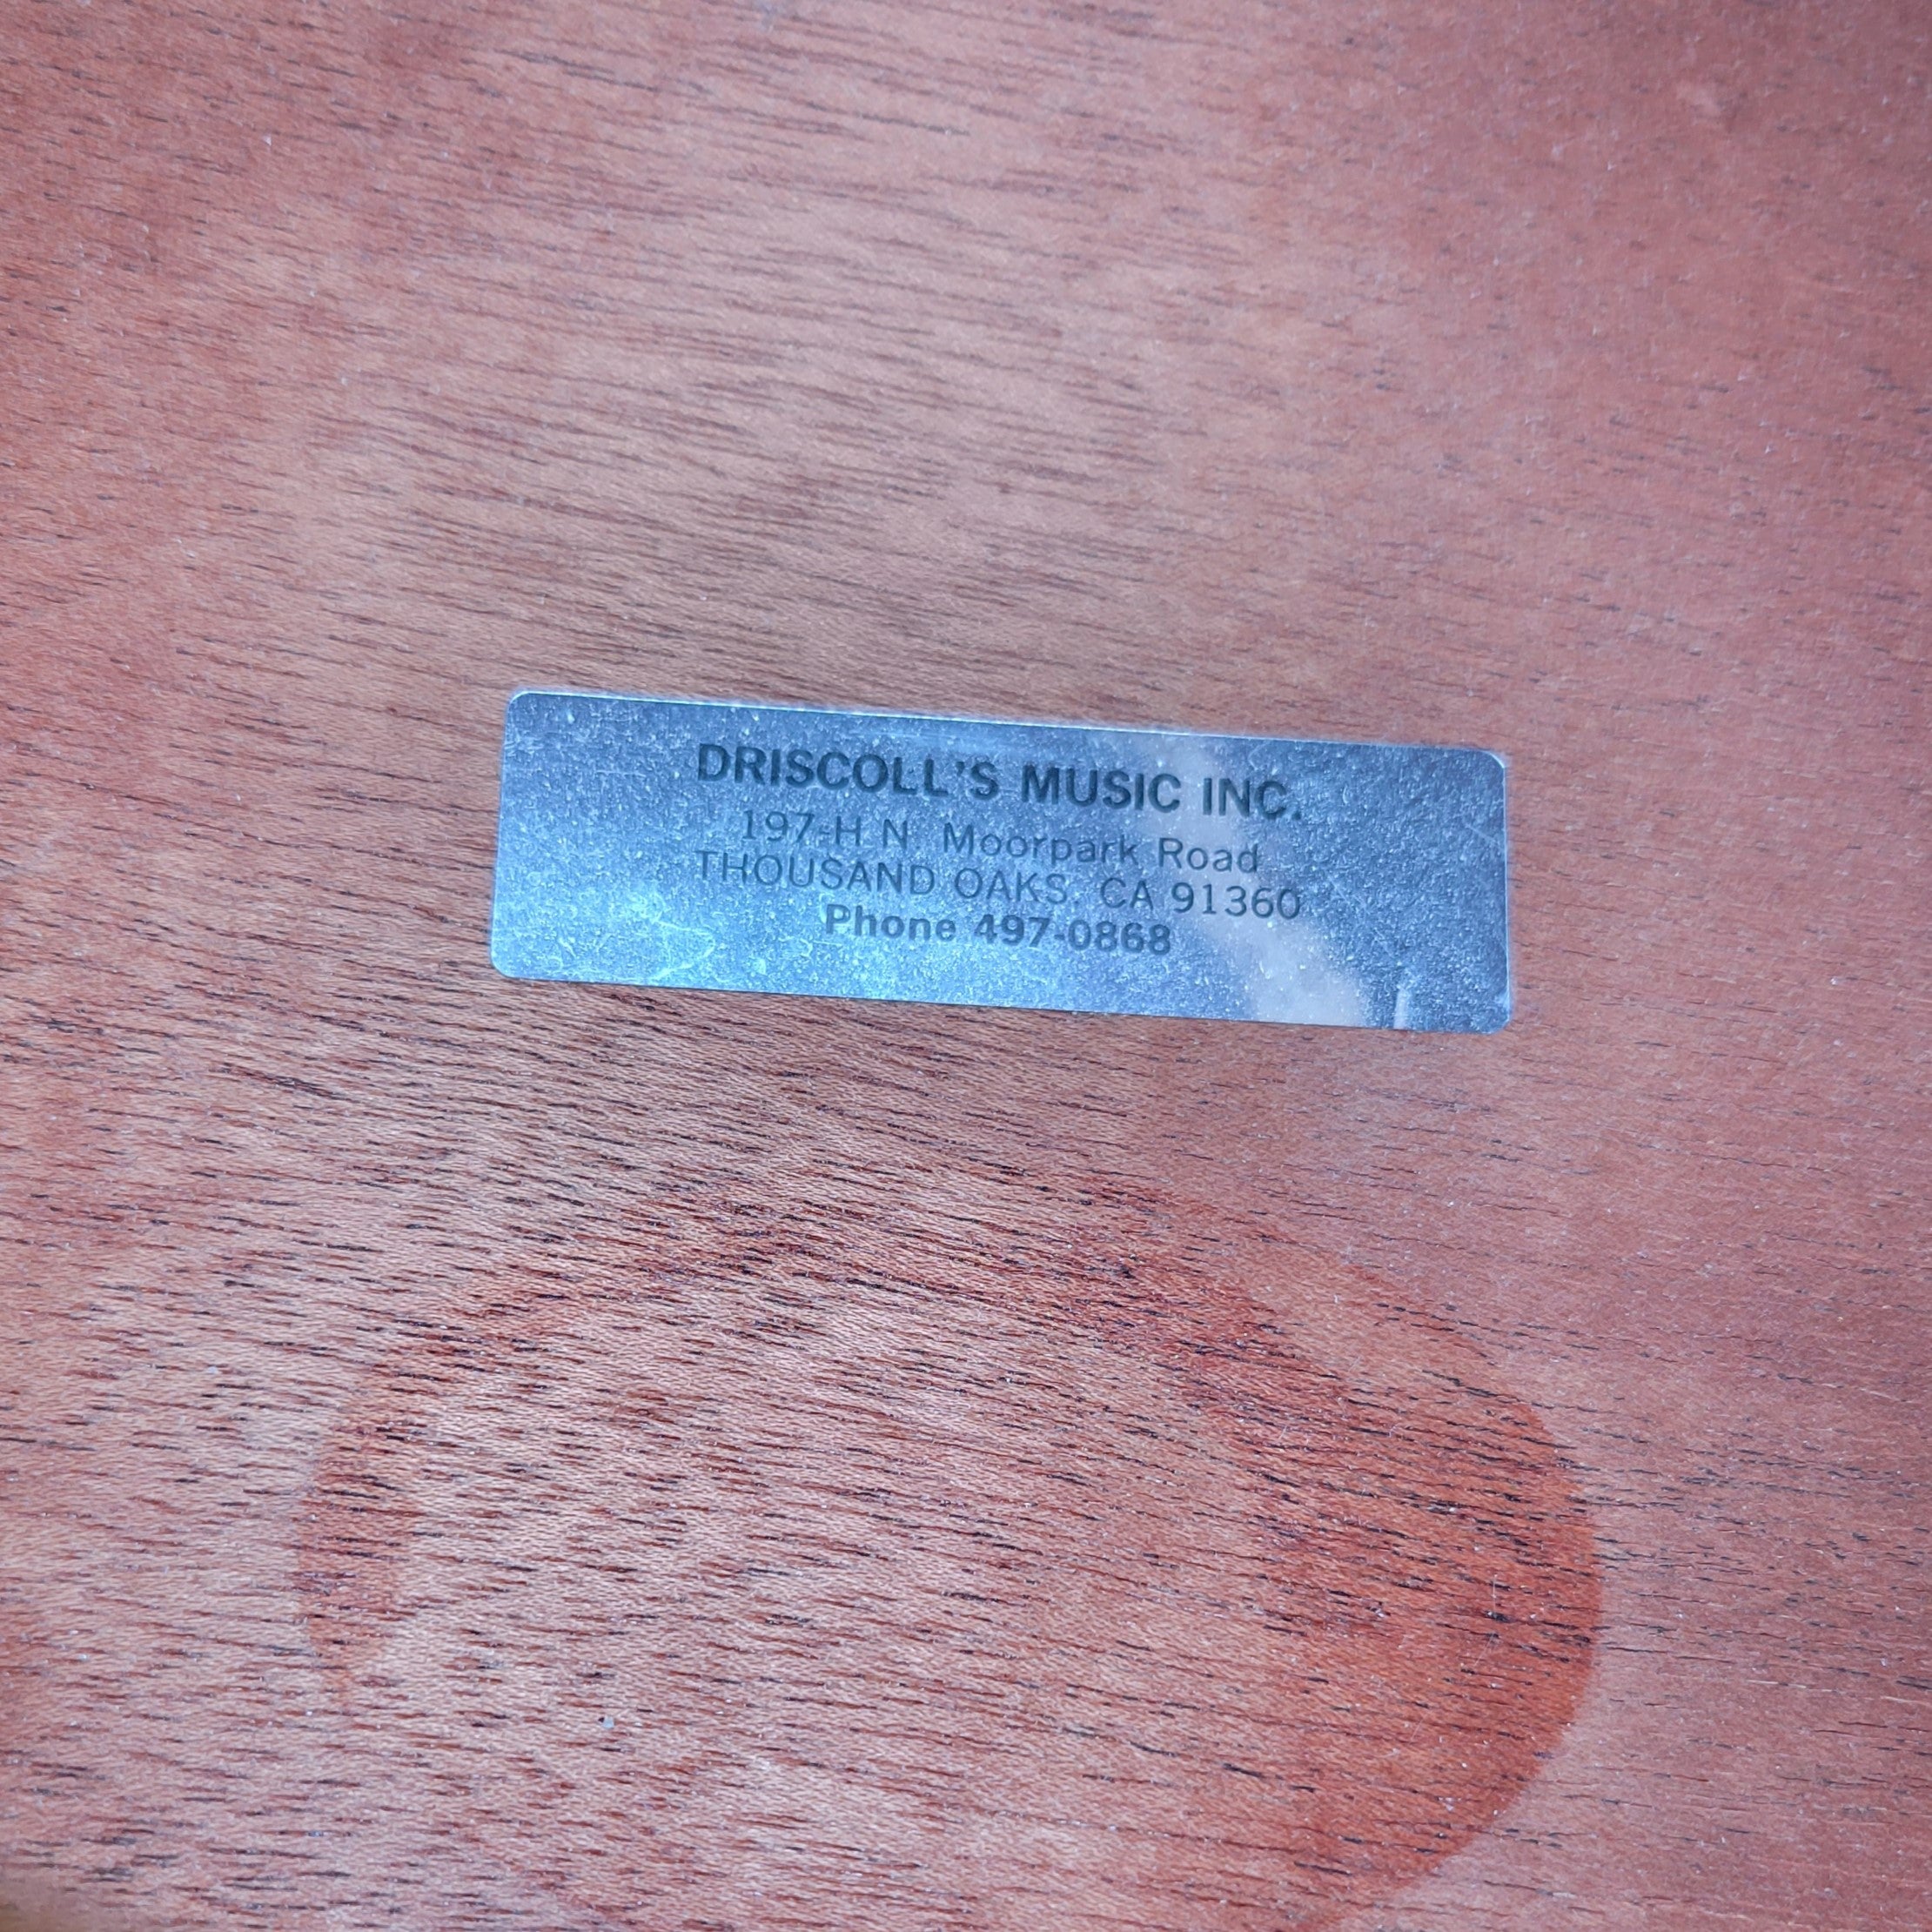 DRISCOLL'S MUSIC INC.
197-H N. Moorpark Road
THOUSAND OAKS, CA 91360
Phone 497-0868